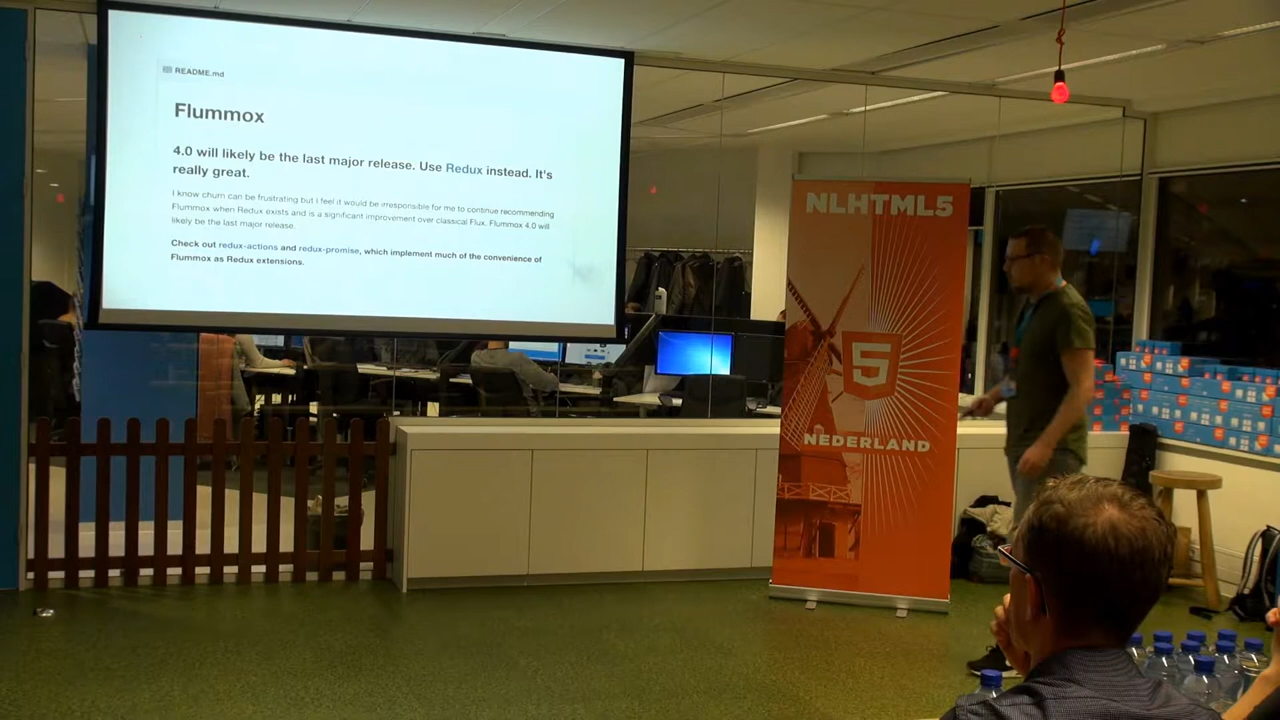 README.md
Flummox
4.0 will likely be the last major release. Use Redux instead. It's
really great.
I know churn can be frustrating but I feel it would be irresponsible for me to continue recommending
Flummox when Redux exists and is a significant improvement over classical Flux. Flummox 4.0 will
likely be the last major release.
Check out redux-actions and redux-promise, which implement much of the convenience of
Flummox as Redux extensions.
NLHTML5
5
NEDERLAND